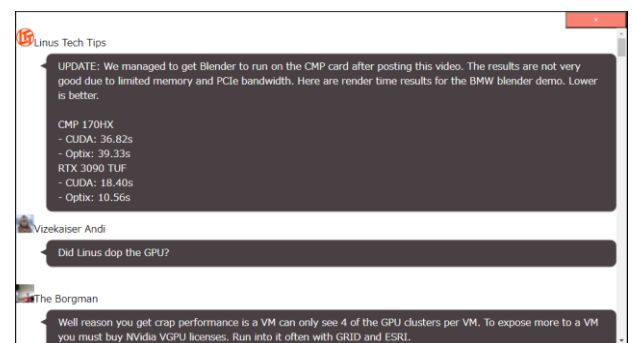 Linus Tech Tips
UPDATE: We managed to get Blender to run on the CMP card after posting this video. The results are not very
good due to limited memory and PCIe bandwidth. Here are render time results for the BMW blender demo. Lower
is better.
CMP 170HX
- CUDA: 36.82s
- Optix: 39.33s
RTX 3090 TUF
- CUDA: 18.40s
- Optix: 10.56s
Vizekaiser Andi
Did Linus dop the GPU?
The Borgman
Well reason you get crap performance is a VM can only see 4 of the GPU clusters per VM. To expose more to a VM
you must buy NVidia VGPU licenses. Run into it often with GRID and ESRI.